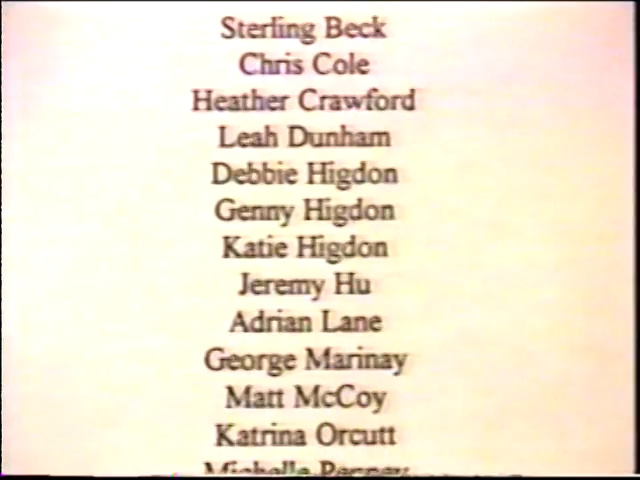 Sterling Beck
Chris Cole
Heather Crawford
Leah Dunham
Debbie Higdon
Genny Higdon
Katie Higdon
Jeremy Hu
Adrian Lane
George Marinay
Matt McCoy
Katrina Orcutt
Michelle